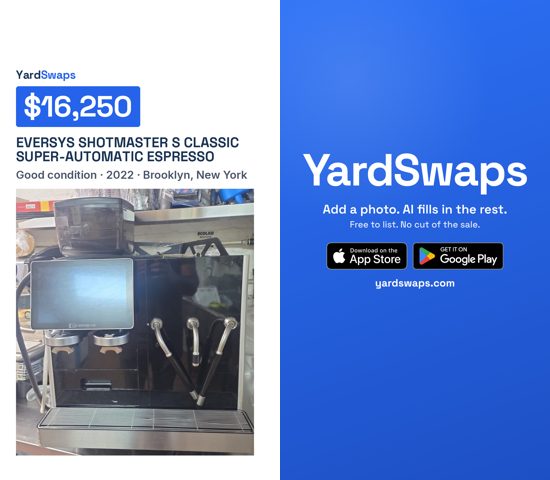 YardSwaps
$16,250
EVERSYS SHOTMASTER S CLASSIC
SUPER-AUTOMATIC ESPRESSO
Good condition · 2022 · Brooklyn, New York
ECOLAB
YardSwaps
Add a photo. AI fills in the rest.
Free to list. No cut of the sale.
Download on the
App Store
GET IT ON
Google Play
yardswaps.com